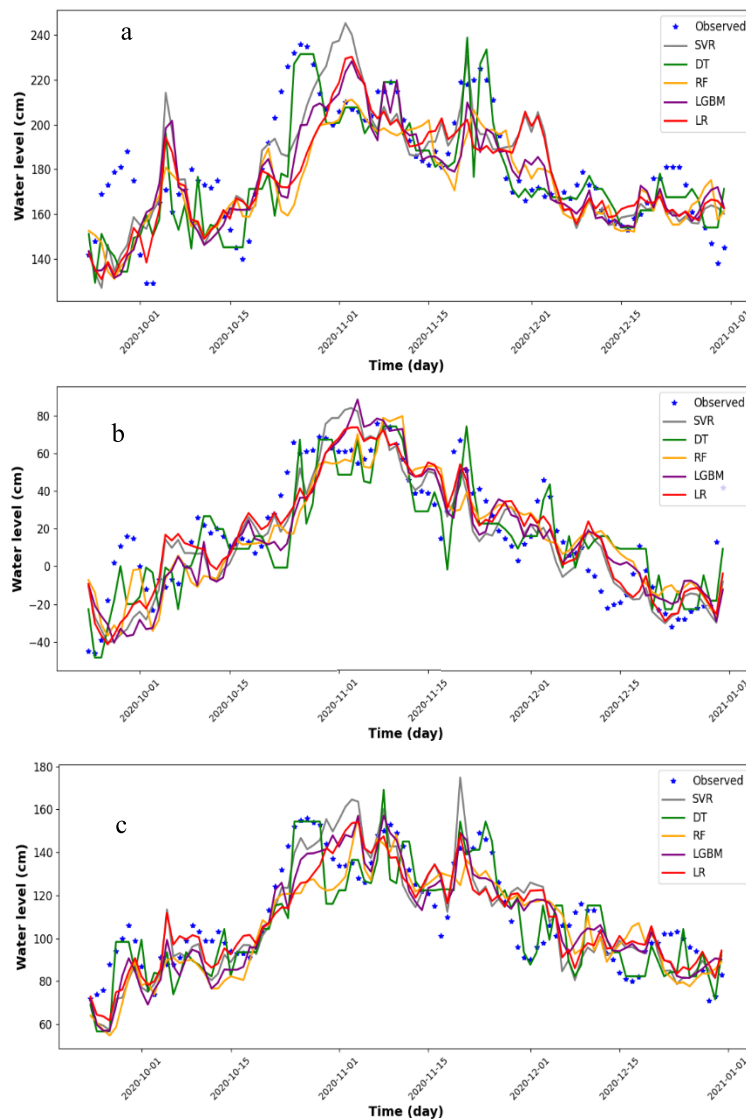 a
240
220
200
180
160
140
Water level (cm)
Observed
SVR
DT
RF
LGBM
LR
2020-10-01
2020-10-15
2020-11-01
2020-11-15
2020-12-01
2020-12-15
2021-01-01
Time (day)
b
80
60
40
20
0
−20
−40
Water level (cm)
Observed
SVR
DT
RF
LGBM
LR
2020-10-01
2020-10-15
2020-11-01
2020-11-15
2020-12-01
2020-12-15
2021-01-01
Time (day)
c
180
160
140
120
100
80
60
Water level (cm)
Observed
SVR
DT
RF
LGBM
LR
2020-10-01
2020-10-15
2020-11-01
2020-11-15
2020-12-01
2020-12-15
2021-01-01
Time (day)